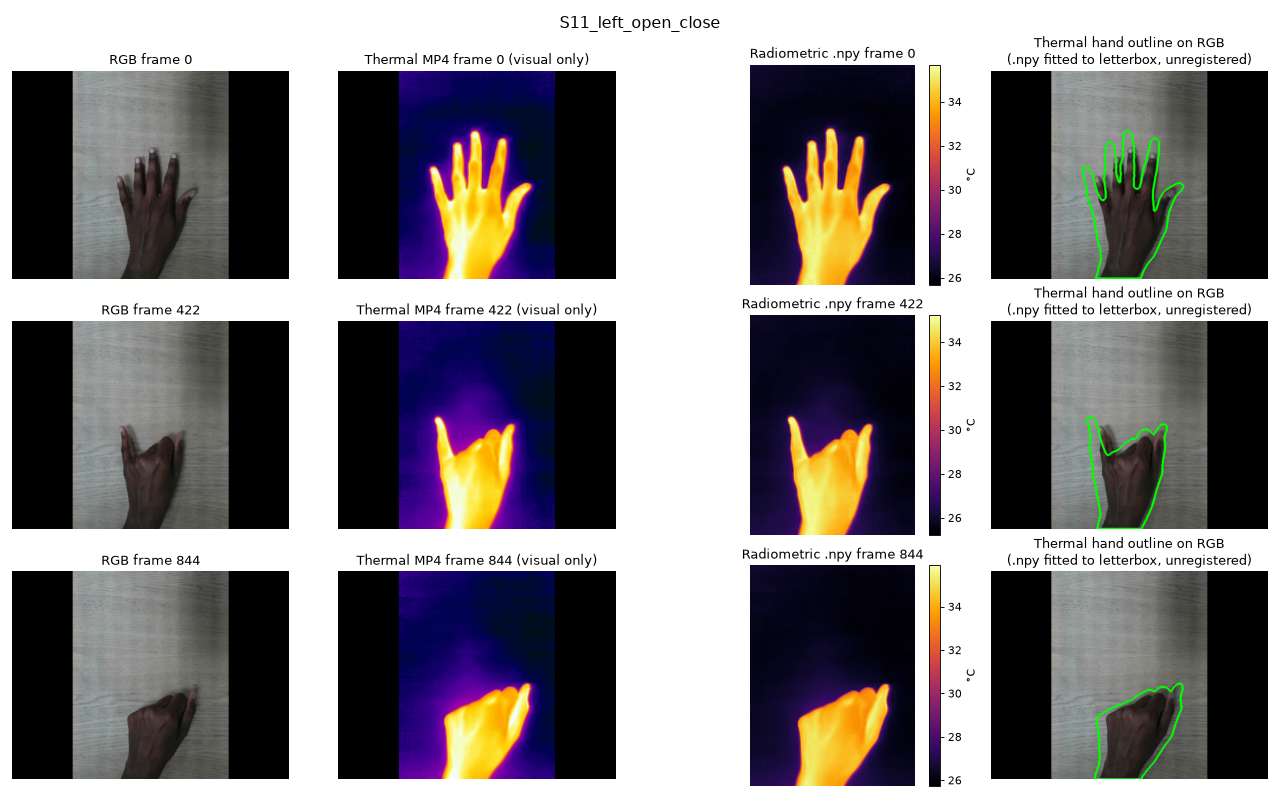 S11_left_open_close
RGB frame 0
Thermal MP4 frame 0 (visual only)
Radiometric .npy frame 0
Thermal hand outline on RGB
(.npy fitted to letterbox, unregistered)
34
32
30
28
26
°C
RGB frame 422
Thermal MP4 frame 422 (visual only)
Radiometric .npy frame 422
Thermal hand outline on RGB
(.npy fitted to letterbox, unregistered)
34
32
30
28
26
°C
RGB frame 844
Thermal MP4 frame 844 (visual only)
Radiometric .npy frame 844
Thermal hand outline on RGB
(.npy fitted to letterbox, unregistered)
34
32
30
28
26
°C